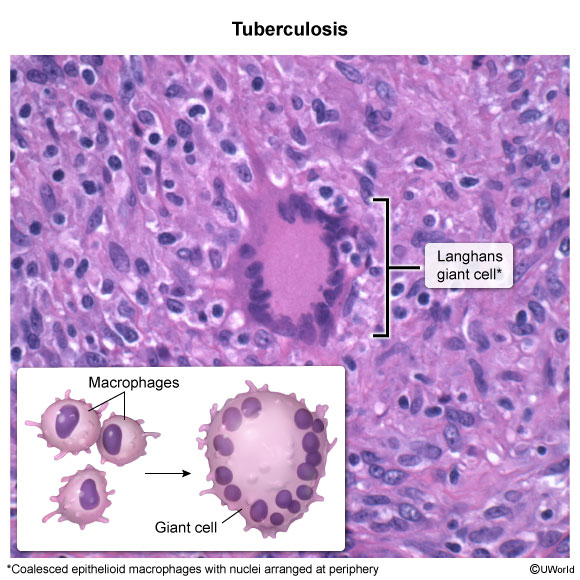 Tuberculosis
Langhans
giant cell*
Macrophages
Giant cell
*Coalesced epithelioid macrophages with nuclei arranged at periphery
©UWorld